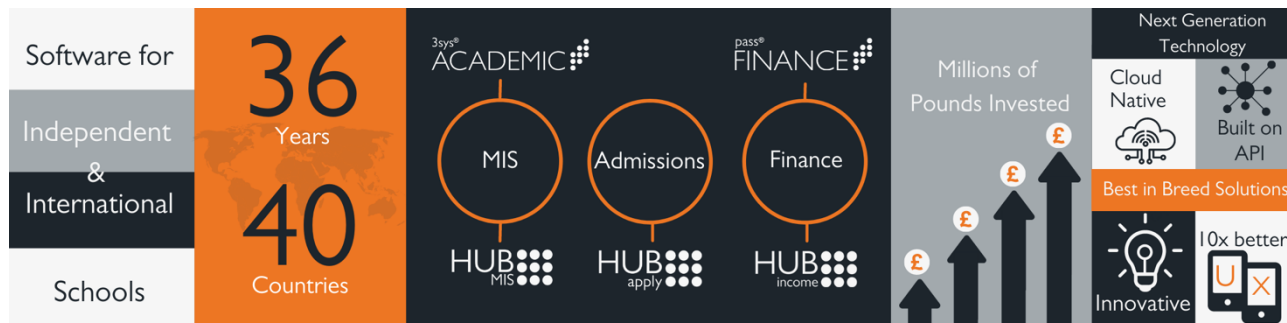 Software for
Independent
&
International
Schools
36
Years
40
Countries
3sys®
ACADEMIC
MIS
HUB
MIS
Admissions
HUB
apply
pass®
FINANCE
Finance
HUB
income
Millions of
Pounds Invested
£
£
£
£
Next Generation
Technology
Cloud
Native
Built on
API
Best in Breed Solutions
Innovative
10x better
U X